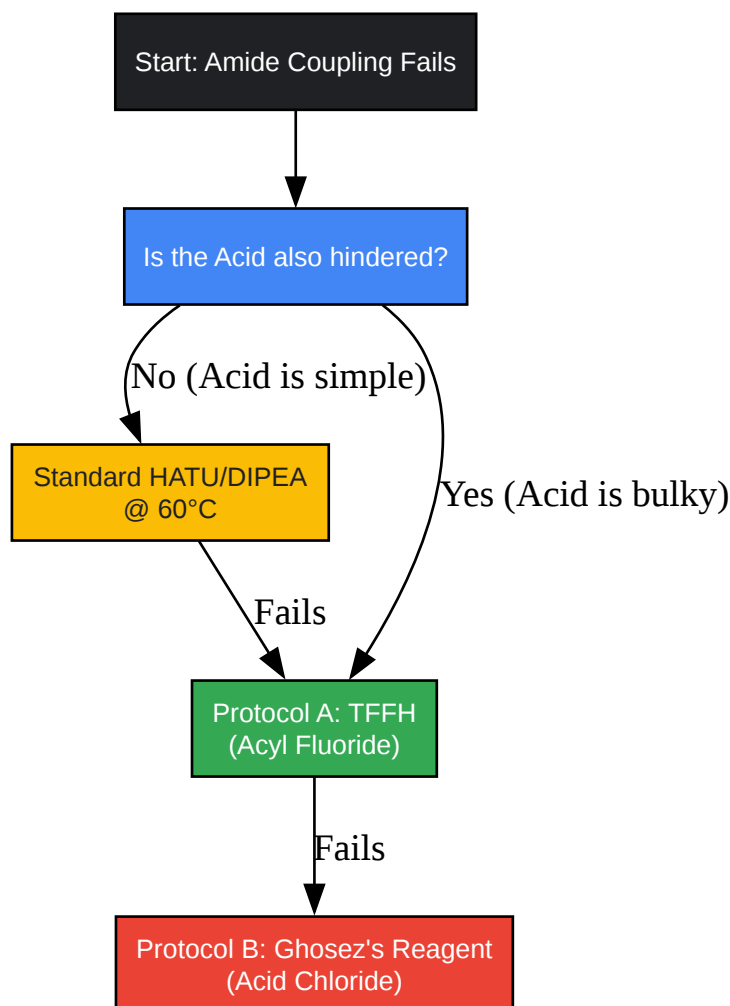 Start: Amide Coupling Fails
Is the Acid also hindered?
No (Acid is simple)
Standard HATU/DIPEA
@ 60°C
Yes (Acid is bulky)
Fails
Protocol A: TFFH
(Acyl Fluoride)
Fails
Protocol B: Ghosez's Reagent
(Acid Chloride)